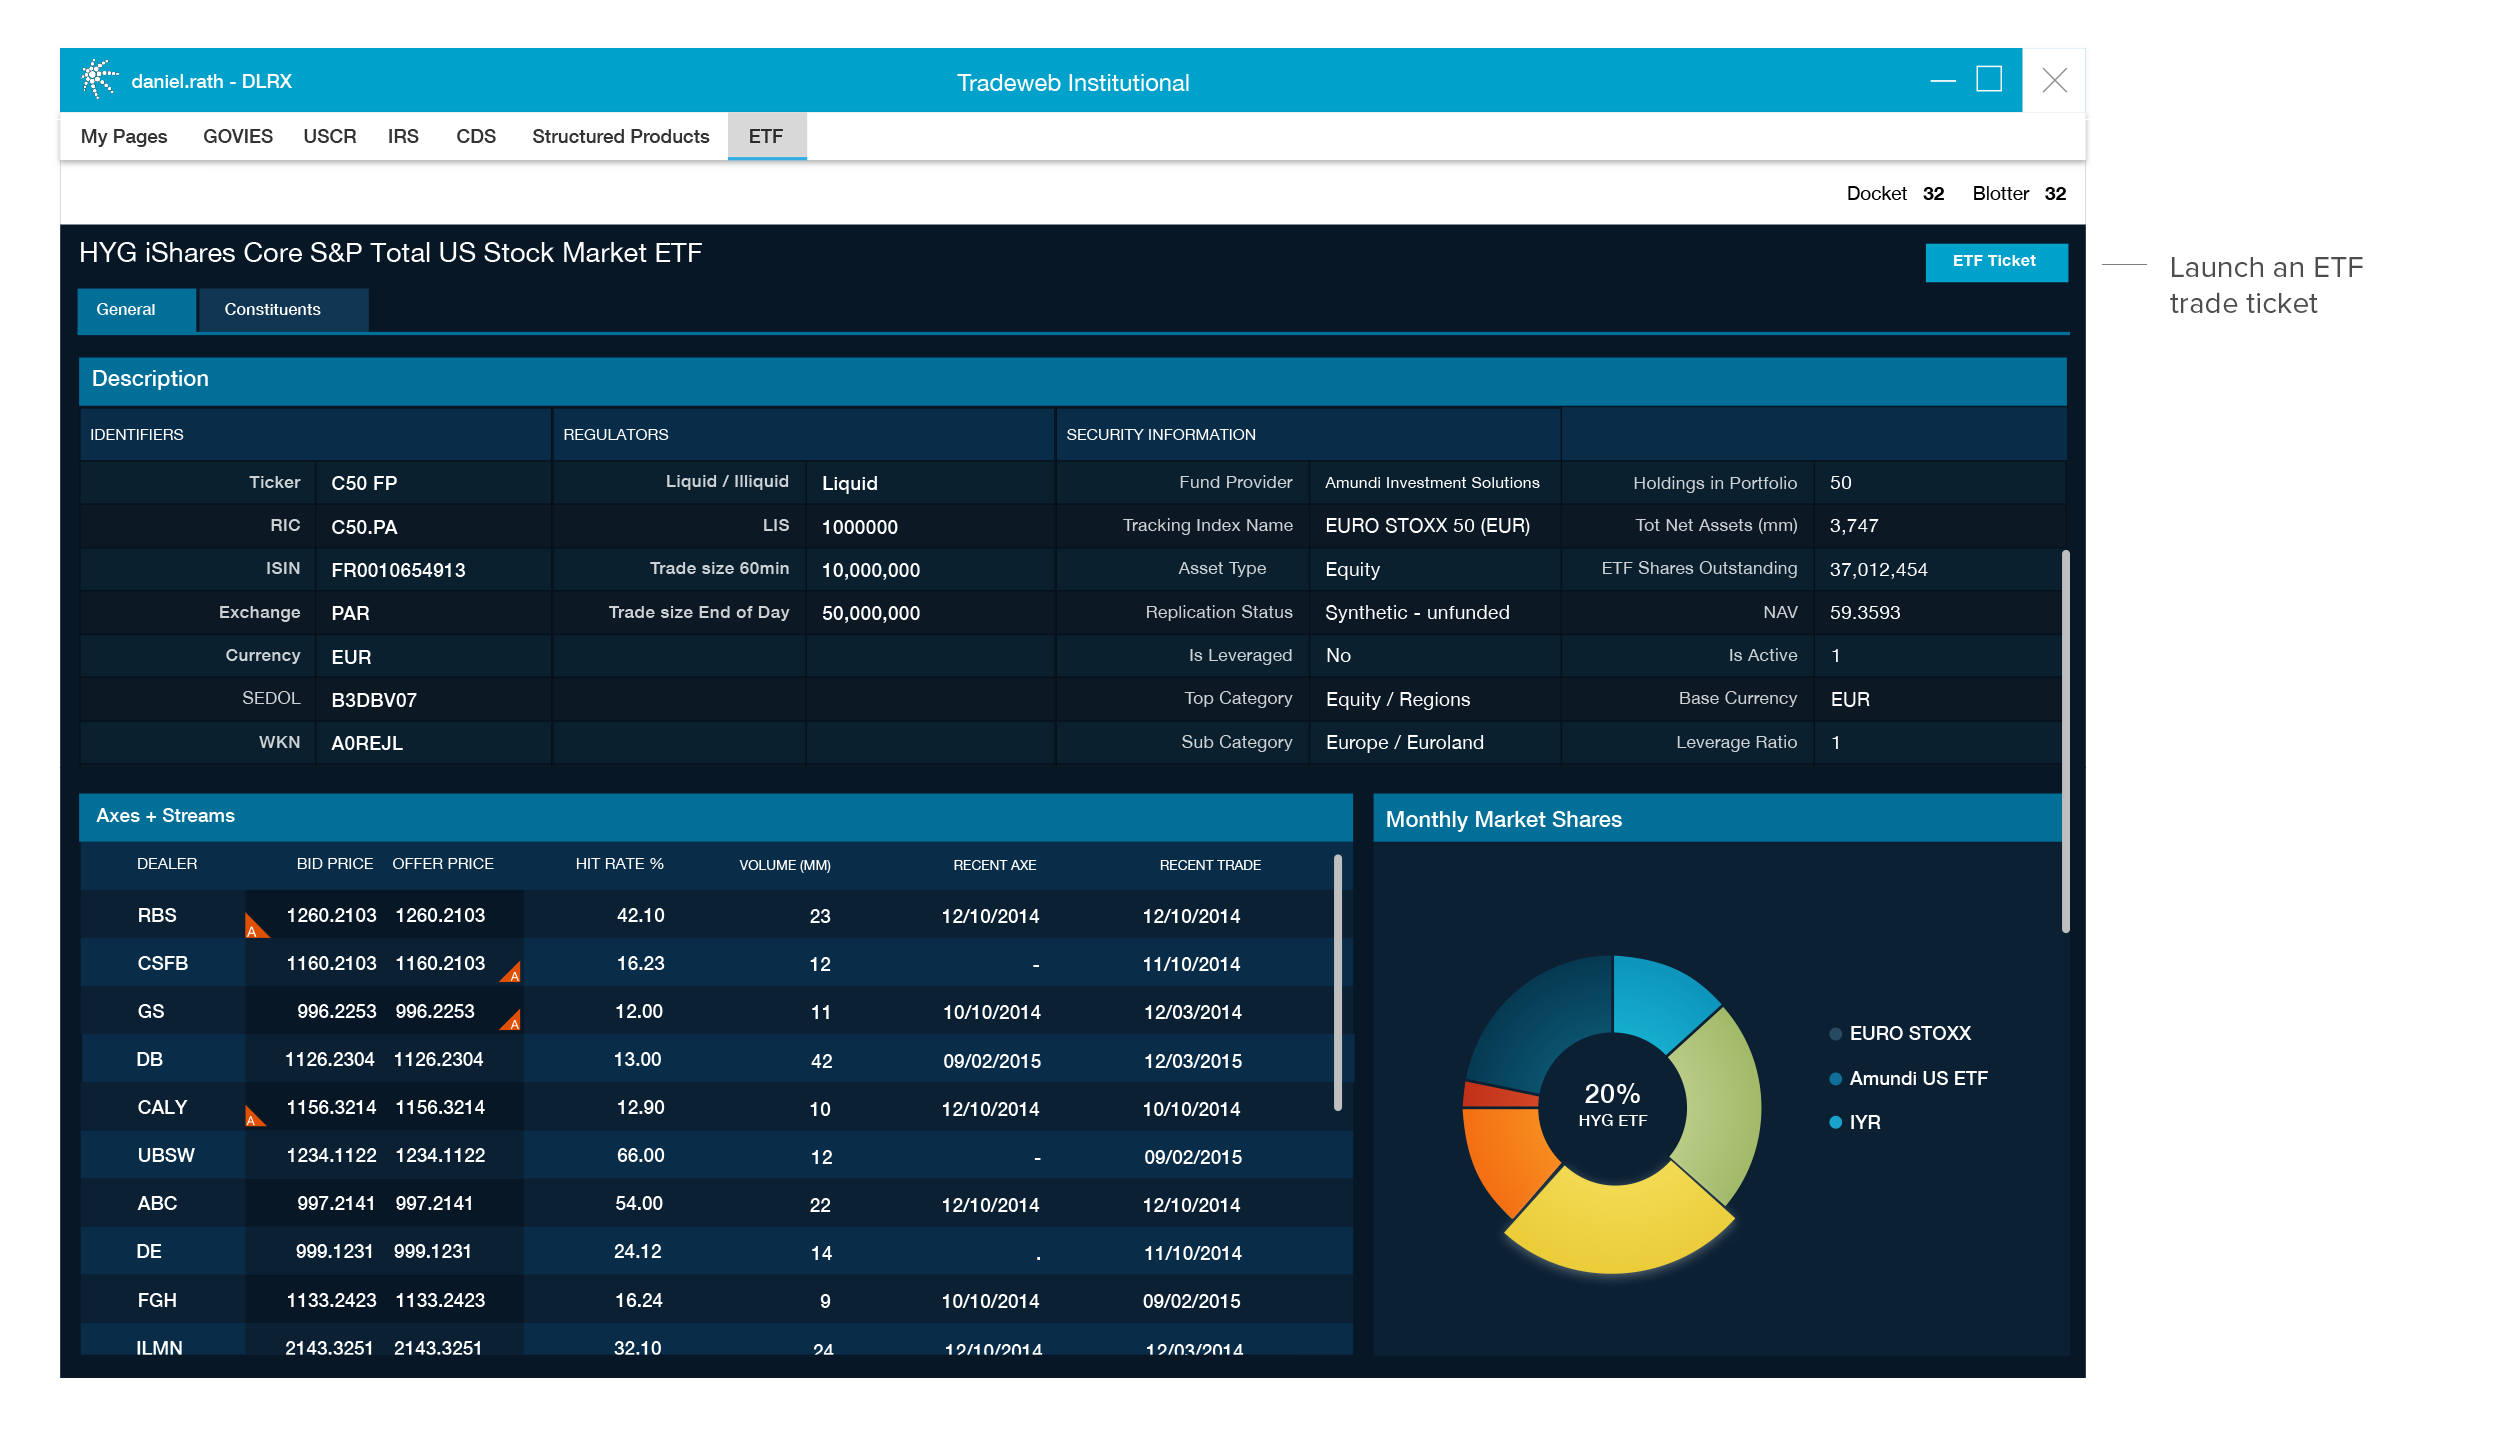 daniel.rath - DLRX
Tradeweb Institutional
My Pages GOVIES USCR IRS CDS Structured Products ETF
Docket 32 Blotter 32
HYG iShares Core S&P Total US Stock Market ETF
ETF Ticket
Launch an ETF
trade ticket
General Constituents
Description
IDENTIFIERS REGULATORS SECURITY INFORMATION
Ticker C50 FP Liquid / Illiquid Liquid Fund Provider Amundi Investment Solutions Holdings in Portfolio 50
RIC C50.PA LIS 1000000 Tracking Index Name EURO STOXX 50 (EUR) Tot Net Assets (mm) 3,747
ISIN FR0010654913 Trade size 60min 10,000,000 Asset Type Equity ETF Shares Outstanding 37,012,454
Exchange PAR Trade size End of Day 50,000,000 Replication Status Synthetic - unfunded NAV 59.3593
Currency EUR Is Leveraged No Is Active 1
SEDOL B3DBV07 Top Category Equity / Regions Base Currency EUR
WKN A0REJL Sub Category Europe / Euroland Leverage Ratio 1
Axes + Streams
DEALER BID PRICE OFFER PRICE HIT RATE % VOLUME (MM) RECENT AXE RECENT TRADE
RBS A 1260.2103 1260.2103 42.10 23 12/10/2014 12/10/2014
CSFB 1160.2103 1160.2103 A 16.23 12 - 11/10/2014
GS 996.2253 996.2253 A 12.00 11 10/10/2014 12/03/2014
DB 1126.2304 1126.2304 13.00 42 09/02/2015 12/03/2015
CALY A 1156.3214 1156.3214 12.90 10 12/10/2014 10/10/2014
UBSW 1234.1122 1234.1122 66.00 12 - 09/02/2015
ABC 997.2141 997.2141 54.00 22 12/10/2014 12/10/2014
DE 999.1231 999.1231 24.12 14 . 11/10/2014
FGH 1133.2423 1133.2423 16.24 9 10/10/2014 09/02/2015
ILMN 2143.3251 2143.3251 32.10 24 12/10/2014 12/03/2014
Monthly Market Shares
20%
HYG ETF
EURO STOXX
Amundi US ETF
IYR